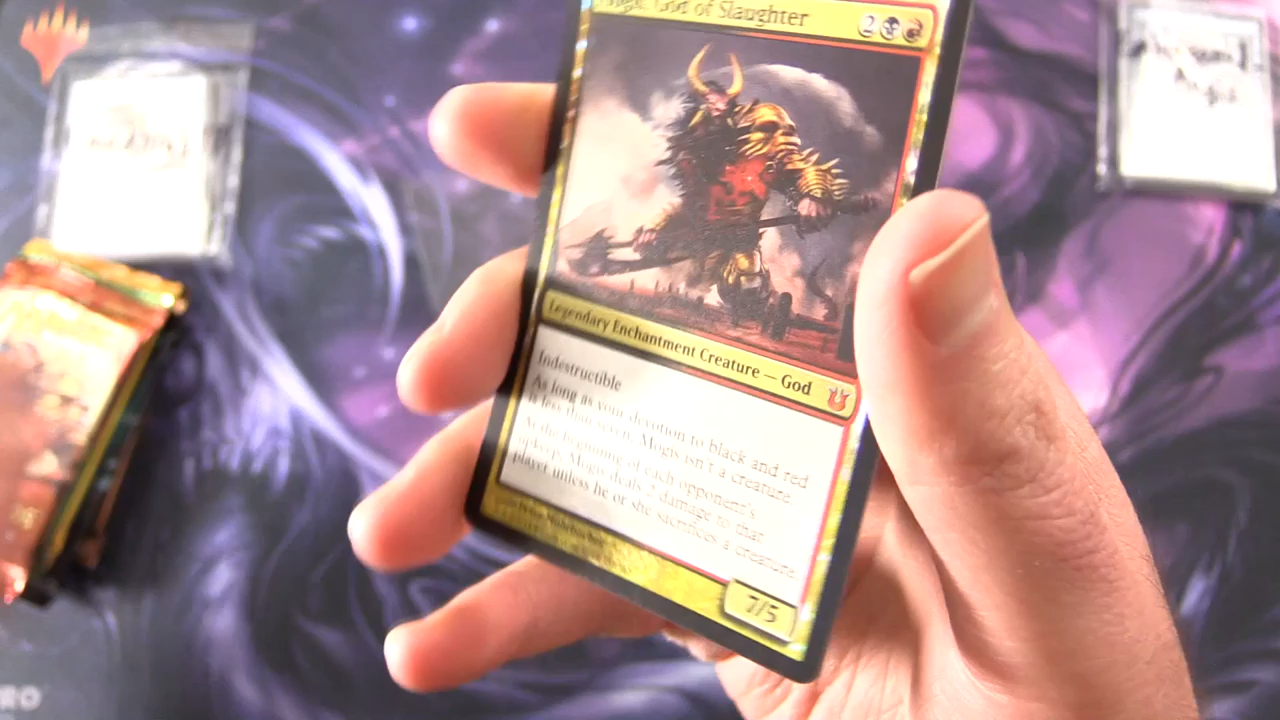 God of Slaughter 2
Legendary Enchantment Creature — God
Indestructible
As long as your devotion to black and red
is less than seven, Mogis isn't a creature
At the beginning of each opponent's
upkeep, Mogis deals 2 damage to that
player unless he or she sacrifices a creature
7/5
RO